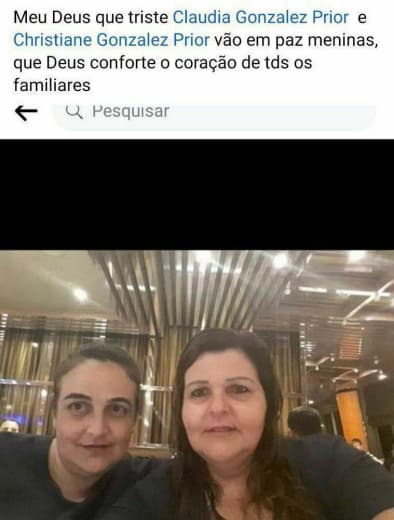 Meu Deus que triste Claudia Gonzalez Prior e
Christiane Gonzalez Prior vão em paz meninas,
que Deus conforte o coração de tds os
familiares
Pesquisar